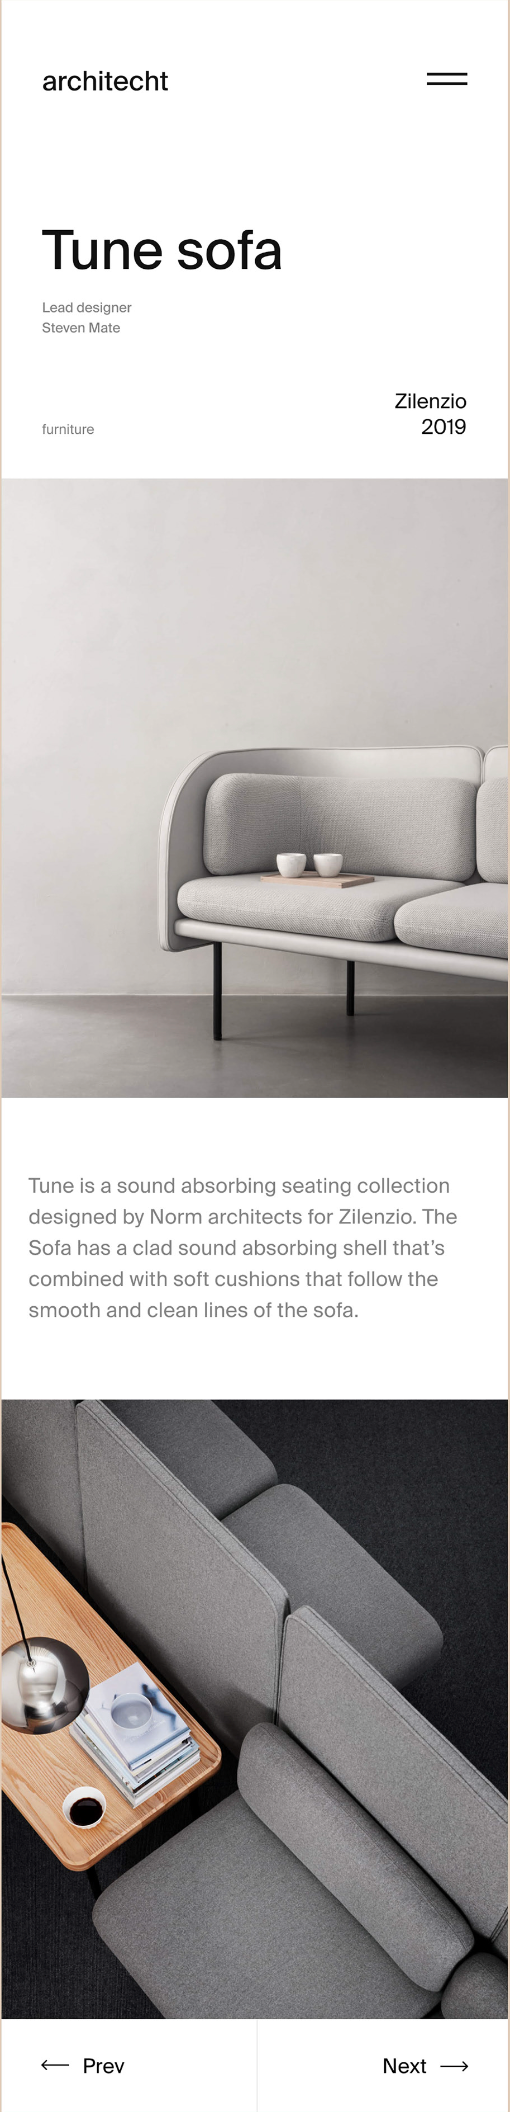 architecht
Tune sofa
Lead designer
Steven Mate
Zilenzio
2019
furniture
Tune is a sound absorbing seating collection
designed by Norm architects for Zilenzio. The
Sofa has a clad sound absorbing shell that’s
combined with soft cushions that follow the
smooth and clean lines of the sofa.
Prev
Next